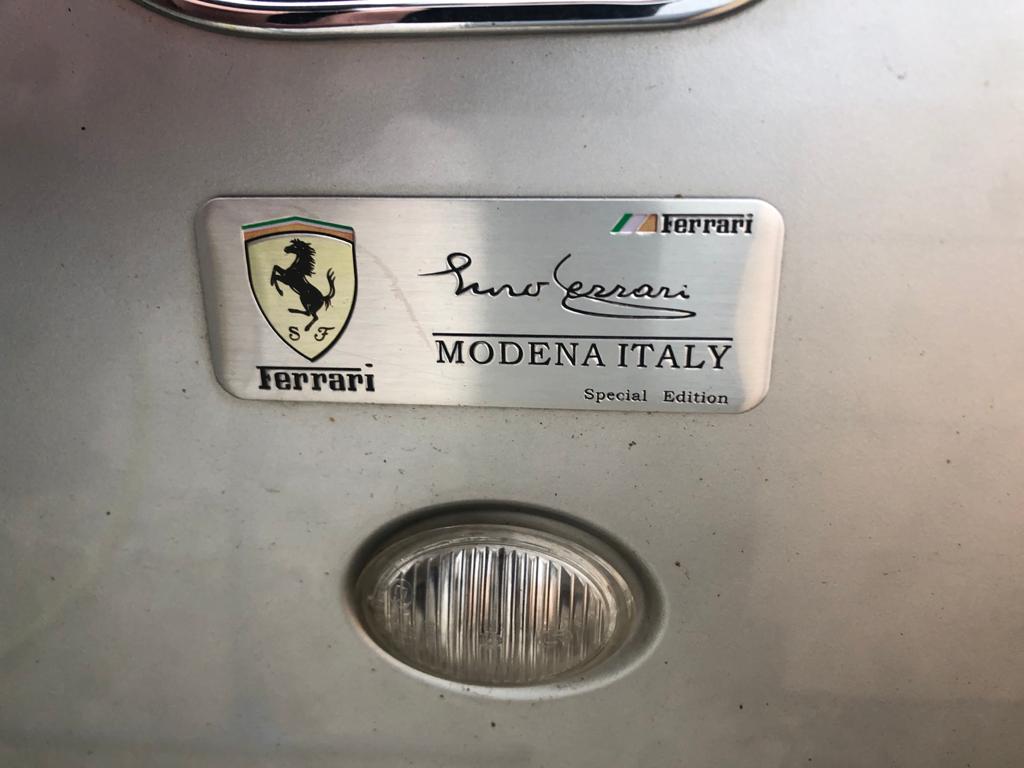 S F
Ferrari
Ferrari
Enzo Ferrari
MODENA ITALY
Special Edition